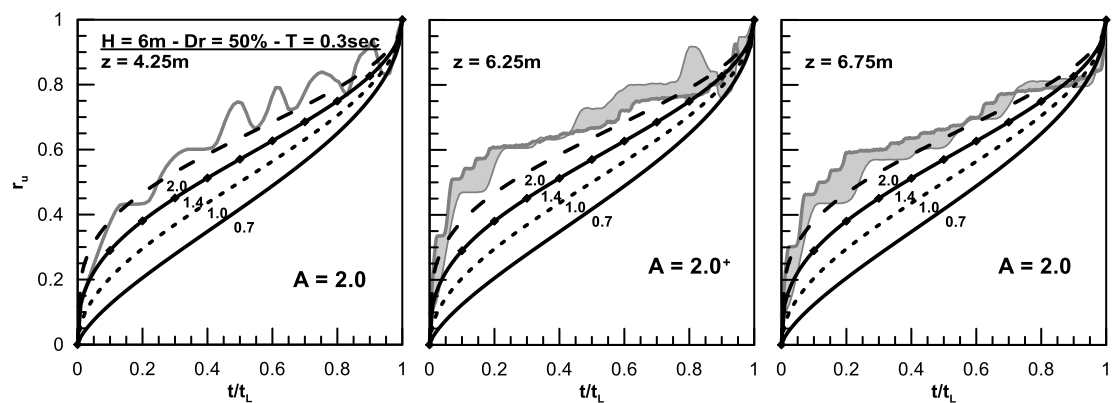 H = 6m - Dr = 50% - T = 0.3sec
z = 4.25m
z = 6.25m
z = 6.75m
1
0.8
0.6
0.4
0.2
0
r_u
2.0
1.4
1.0
0.7
A = 2.0
2.0
1.4
1.0
0.7
A = 2.0⁺
2.0
1.4
1.0
0.7
A = 2.0
0 0.2 0.4 0.6 0.8 1
0 0.2 0.4 0.6 0.8 1
0 0.2 0.4 0.6 0.8 1
t/t_L
t/t_L
t/t_L